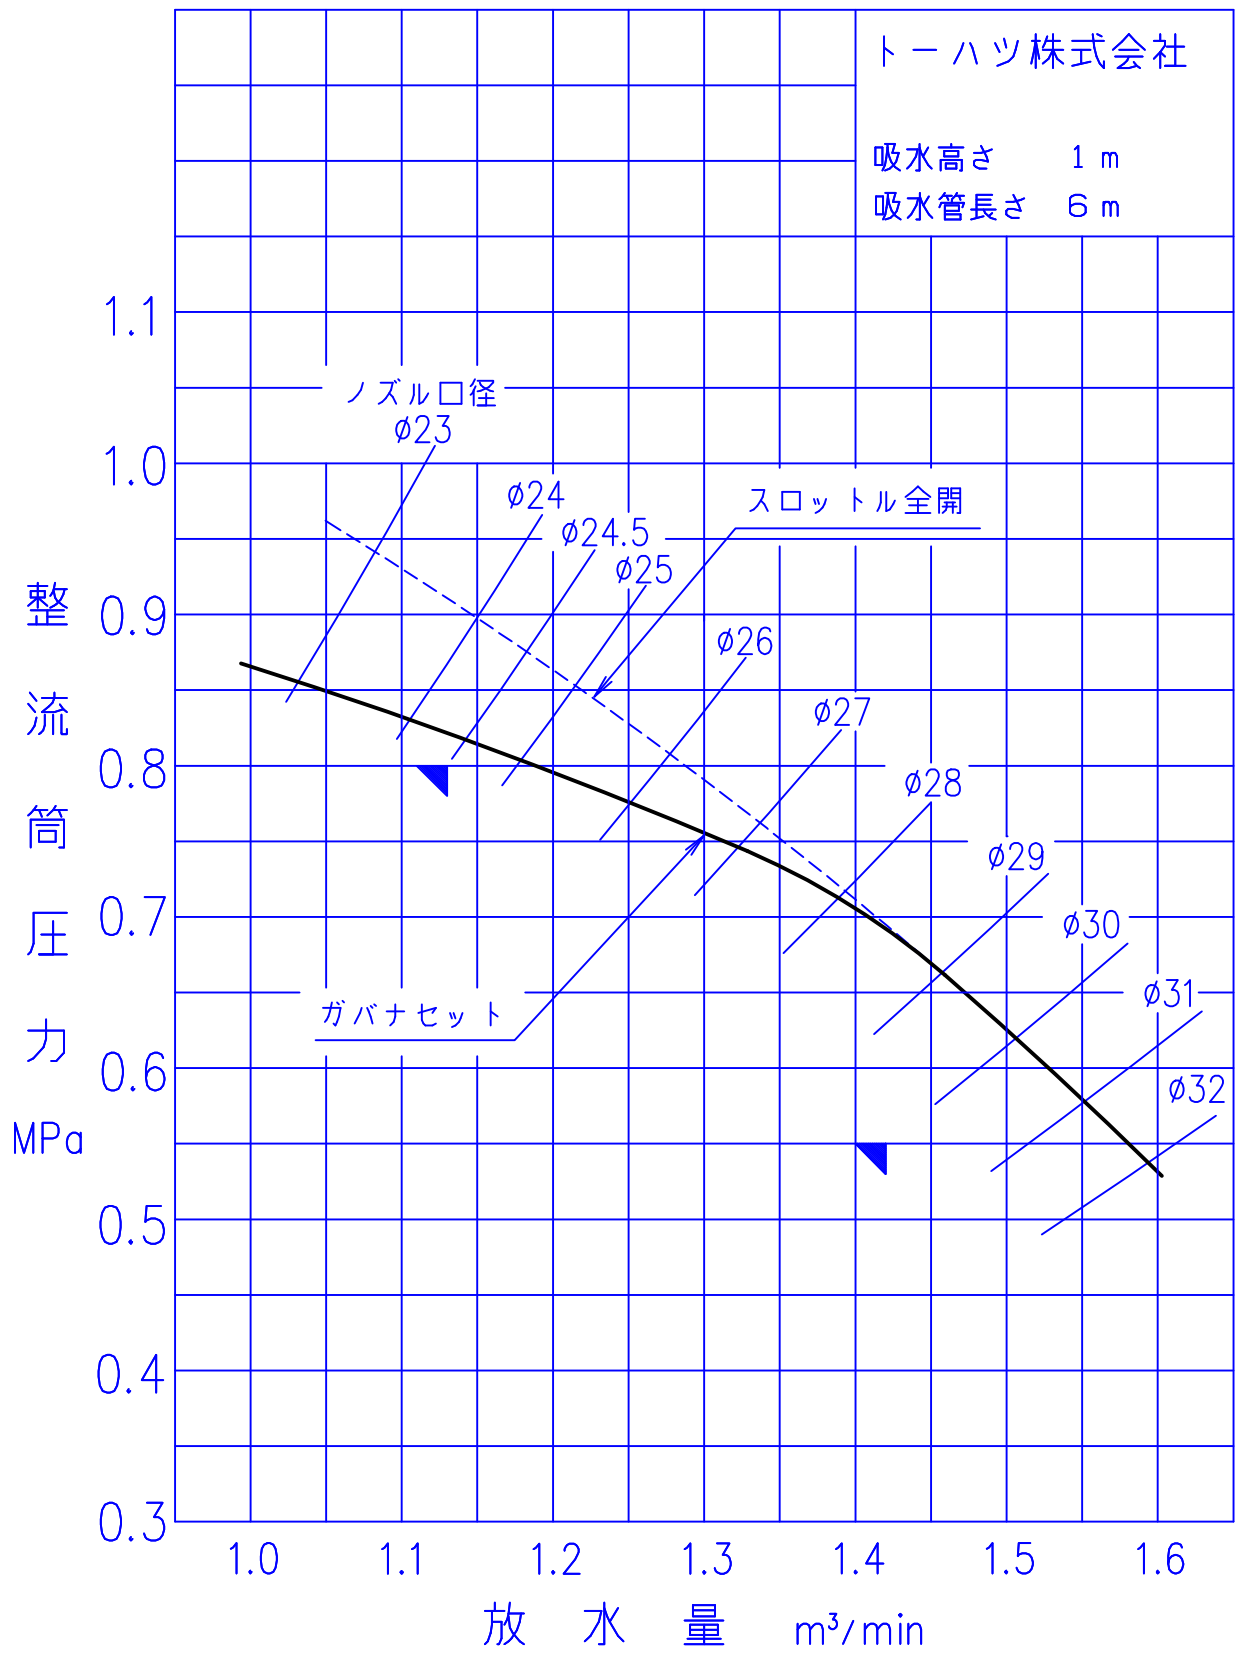 トーハツ株式会社
吸水高さ 1 m
吸水管長さ 6 m
1.1
ノズル口径
φ23
1.0
φ24
スロットル全開
φ24.5
φ25
0.9
φ26
φ27
0.8
φ28
φ29
0.7
φ30
φ31
ガバナセット
0.6
φ32
整流筒圧力
MPa
0.5
0.4
0.3
1.0 1.1 1.2 1.3 1.4 1.5 1.6
放水量 m³/min